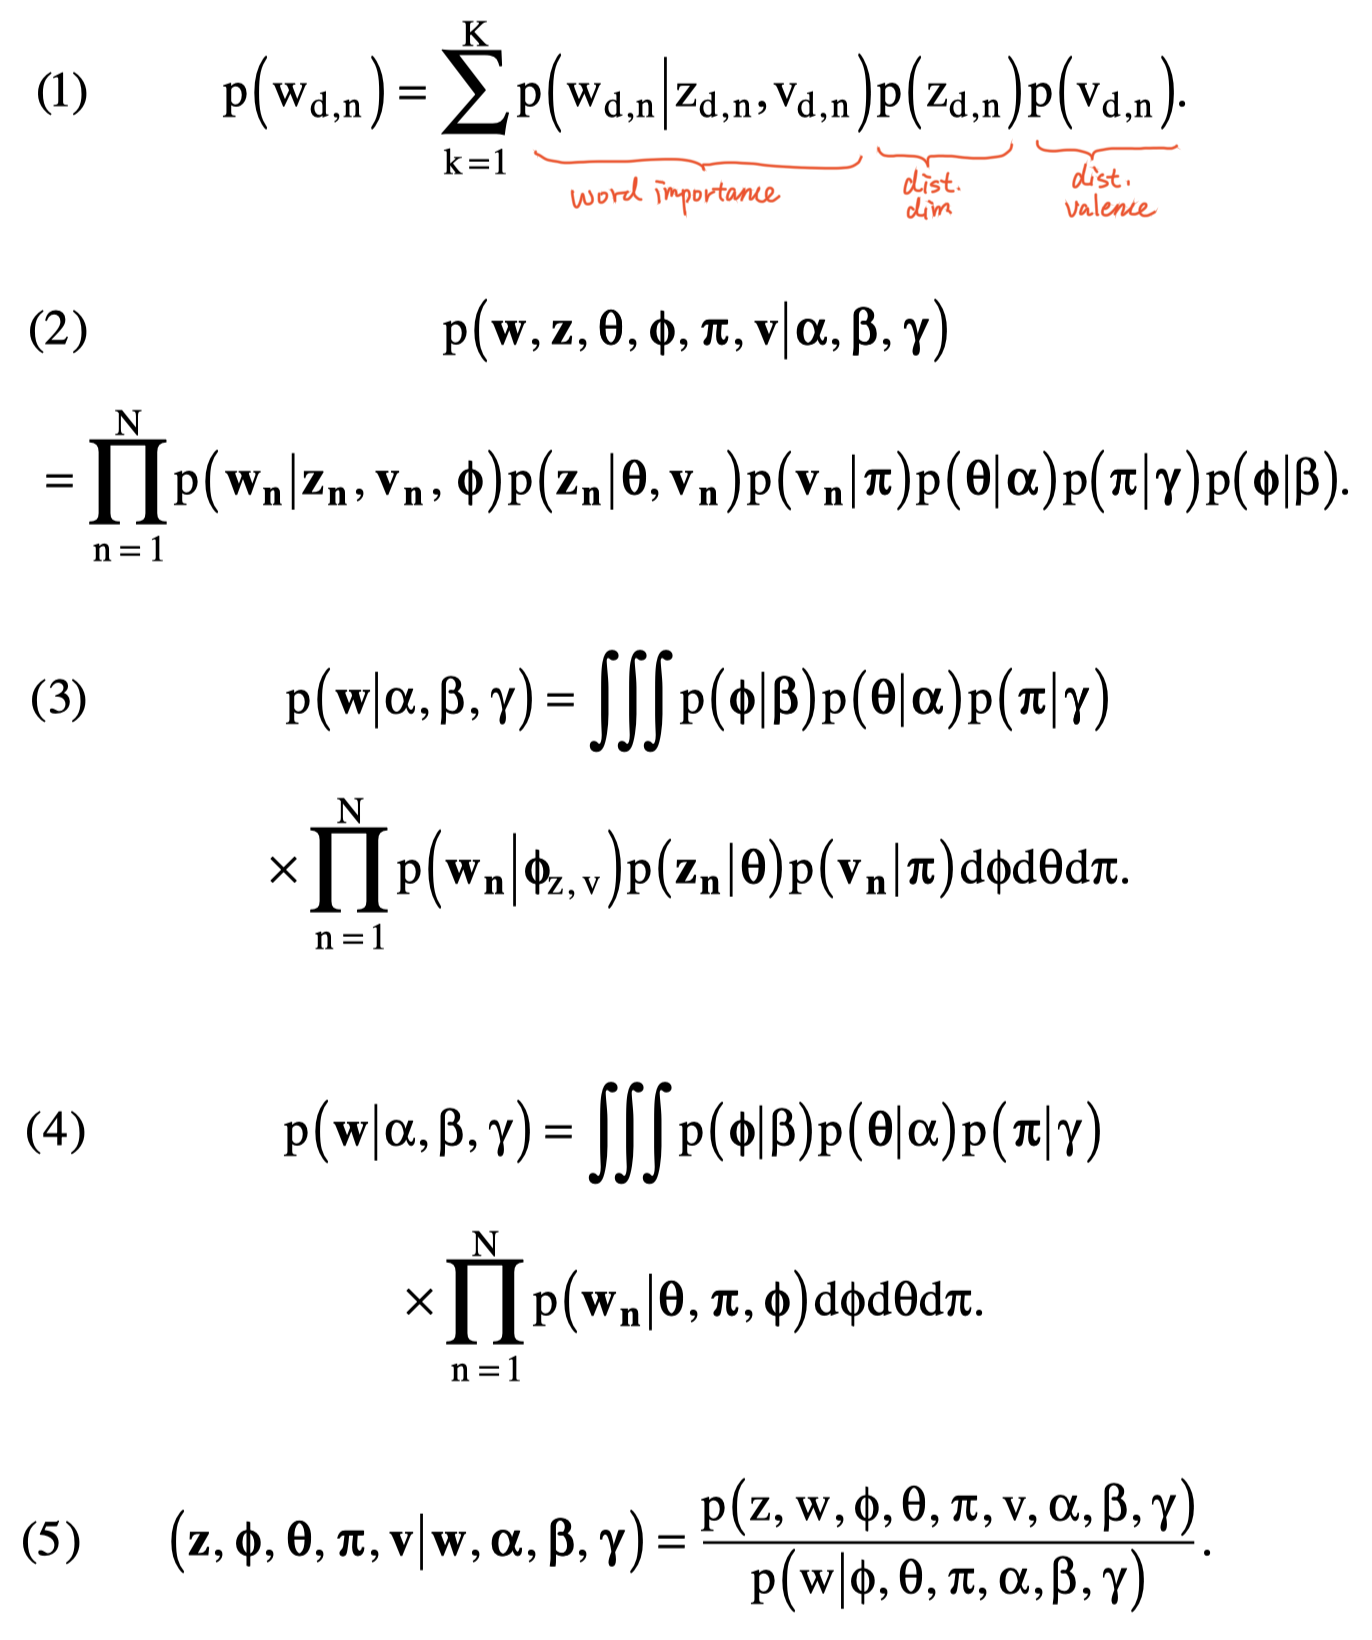 (1) p(w_{d,n}) = \sum_{k=1}^{K} p(w_{d,n}|z_{d,n}, v_{d,n})p(z_{d,n})p(v_{d,n}).
word importance dist. dim dist. valence
(2) p(𝐰, 𝐳, θ, ϕ, π, 𝐯|α, β, γ)
= \prod_{n=1}^{N} p(𝐰_n|𝐳_n, 𝐯_n, ϕ)p(𝐳_n|θ, 𝐯_n)p(𝐯_n|π)p(θ|α)p(π|γ)p(ϕ|β).
(3) p(𝐰|α, β, γ) = ∫∫∫ p(ϕ|β)p(θ|α)p(π|γ)
× \prod_{n=1}^{N} p(𝐰_n|ϕ_{z,v})p(𝐳_n|θ)p(𝐯_n|π)dϕdθdπ.
(4) p(𝐰|α, β, γ) = ∫∫∫ p(ϕ|β)p(θ|α)p(π|γ)
× \prod_{n=1}^{N} p(𝐰_n|θ, π, ϕ)dϕdθdπ.
(5) (𝐳, ϕ, θ, π, 𝐯|𝐰, α, β, γ) = \frac{p(z, w, ϕ, θ, π, v, α, β, γ)}{p(w|ϕ, θ, π, α, β, γ)}.